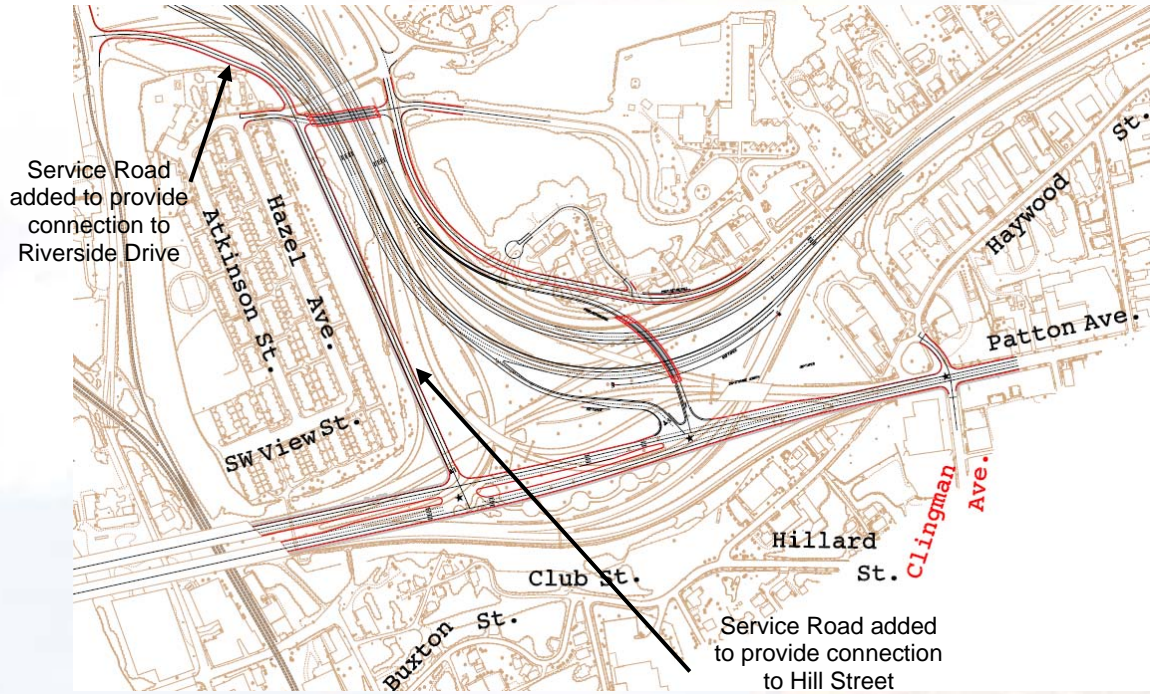 Service Road
added to provide
connection to
Riverside Drive
Hazel
Ave.
Atkinson St.
SW View St.
Haywood
St.
Patton Ave.
Clingman
Ave.
Hillard
St.
Club St.
Buxton St.
Service Road added
to provide connection
to Hill Street